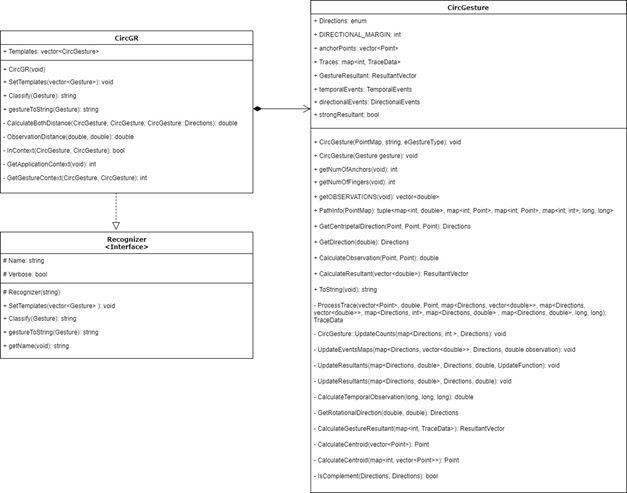 CircGR
+ Templates: vector<CircGesture>
+ CircGR(void)
+ SetTemplates(vector<Gesture>): void
+ Classify(Gesture): string
+ gestureToString(Gesture): string
- CalculateBothDistance(CircGesture, CircGesture, CircGesture::Directions): double
- ObservationDistance(double, double): double
- InContext(CircGesture, CircGesture): bool
- GetApplicationContext(void): int
- GetGestureContext(CircGesture, CircGesture): int
Recognizer
<Interface>
# Name: string
# Verbose: bool
# Recognizer(string)
+ SetTemplates(vector<Gesture> ): void
+ Classify(Gesture): string
+ gestureToString(Gesture): string
+ getName(void): string
CircGesture
+ Directions: enum
+ DIRECTIONAL_MARGIN: int
+ anchorPoints: vector<Point>
+ Traces: map<int, TraceData>
+ GestureResultant: ResultantVector
+ temporalEvents: TemporalEvents
+ directionalEvents: DirectionalEvents
+ strongResultant: bool
+ CircGesture(PointMap, string, eGestureType): void
+ CircGesture(Gesture gesture): void
+ getNumOfAnchors(void): int
+ getNumOfFingers(void): int
+ getOBSERVATIONS(void): vector<double>
+ PathInfo(PointMap): tuple<map<int, double>, map<int, Point>, map<int, Point>, map<int, int>, long, long>
+ GetCentripetalDirection(Point, Point, Point): Directions
+ GetDirection(double): Directions
+ CalculateObservation(Point, Point): double
+ CalculateResultant(vector<double>): ResultantVector
+ ToString(void): string
- ProcessTrace(vector<Point>, double, Point, map<Directions, vector<double>>, map<Directions,
vector<double>>, map<Directions, int>, map<Directions, double> , map<Directions, double>, long, long):
TraceData
- CircGesture::UpdateCounts(map<Directions, int >, Directions): void
- UpdateEventsMaps(map<Directions, vector<double>>, Directions, double observation): void
- UpdateResultants(map<Directions, double>, Directions, double, UpdateFunction): void
- UpdateResultants(map<Directions, double>, Directions, double): void
- CalculateTemporalObservation(long, long, long): double
- GetRotationalDirection(double, double): Directions
- CalculateGestureResultant(map<int, TraceData>): ResultantVector
- CalculateCentroid(vector<Point>): Point
- CalculateCentroid(map<int, vector<Point>>): Point
- IsComplement(Directions, Directions): bool